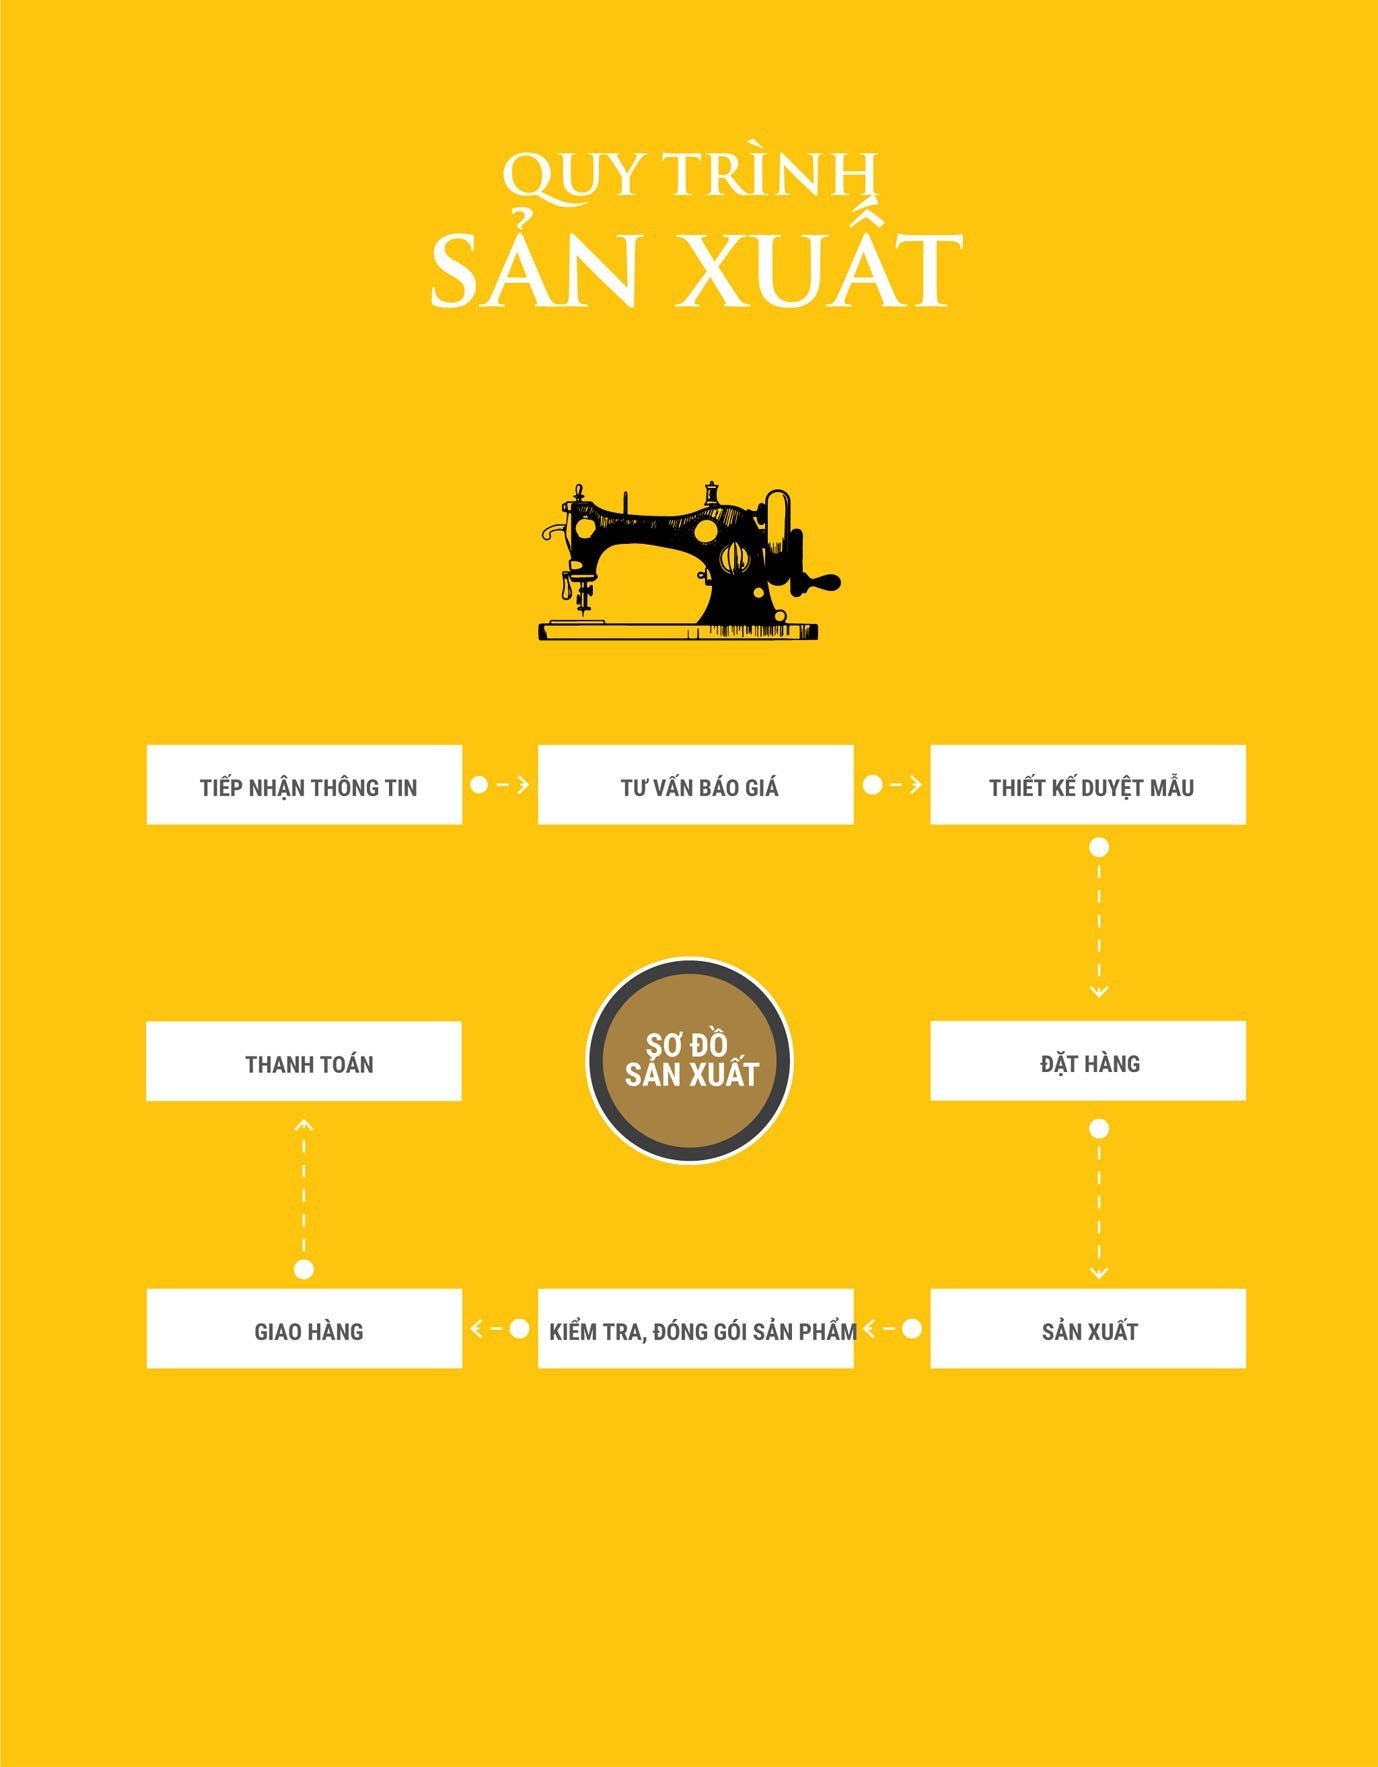 QUY TRÌNH
SẢN XUẤT
TIẾP NHẬN THÔNG TIN
TƯ VẤN BÁO GIÁ
THIẾT KẾ DUYỆT MẪU
THANH TOÁN
SƠ ĐỒ
SẢN XUẤT
ĐẶT HÀNG
GIAO HÀNG
KIỂM TRA, ĐÓNG GÓI SẢN PHẨM
SẢN XUẤT